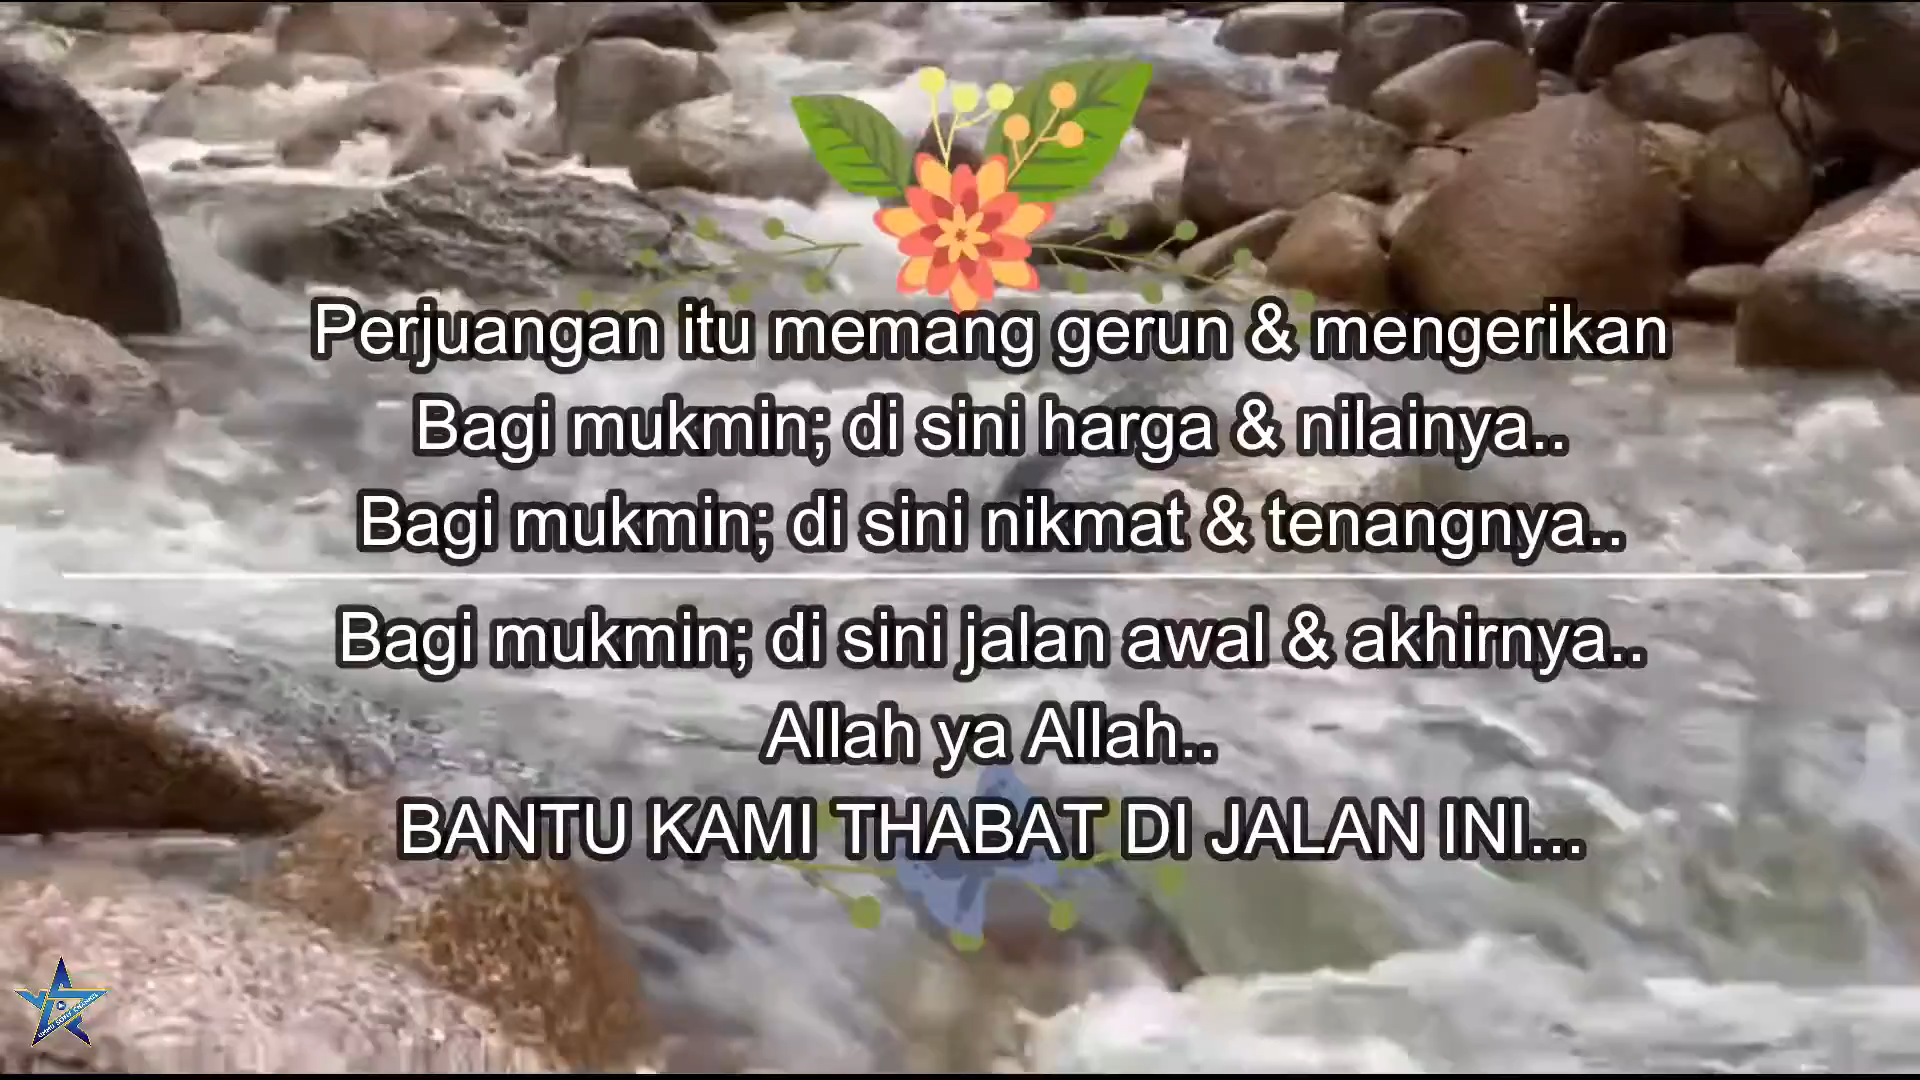 Perjuangan itu memang gerun & mengerikan
Bagi mukmin; di sini harga & nilainya..
Bagi mukmin; di sini nikmat & tenangnya..
Bagi mukmin; di sini jalan awal & akhirnya..
Allah ya Allah..
BANTU KAMI THABAT DI JALAN INI...